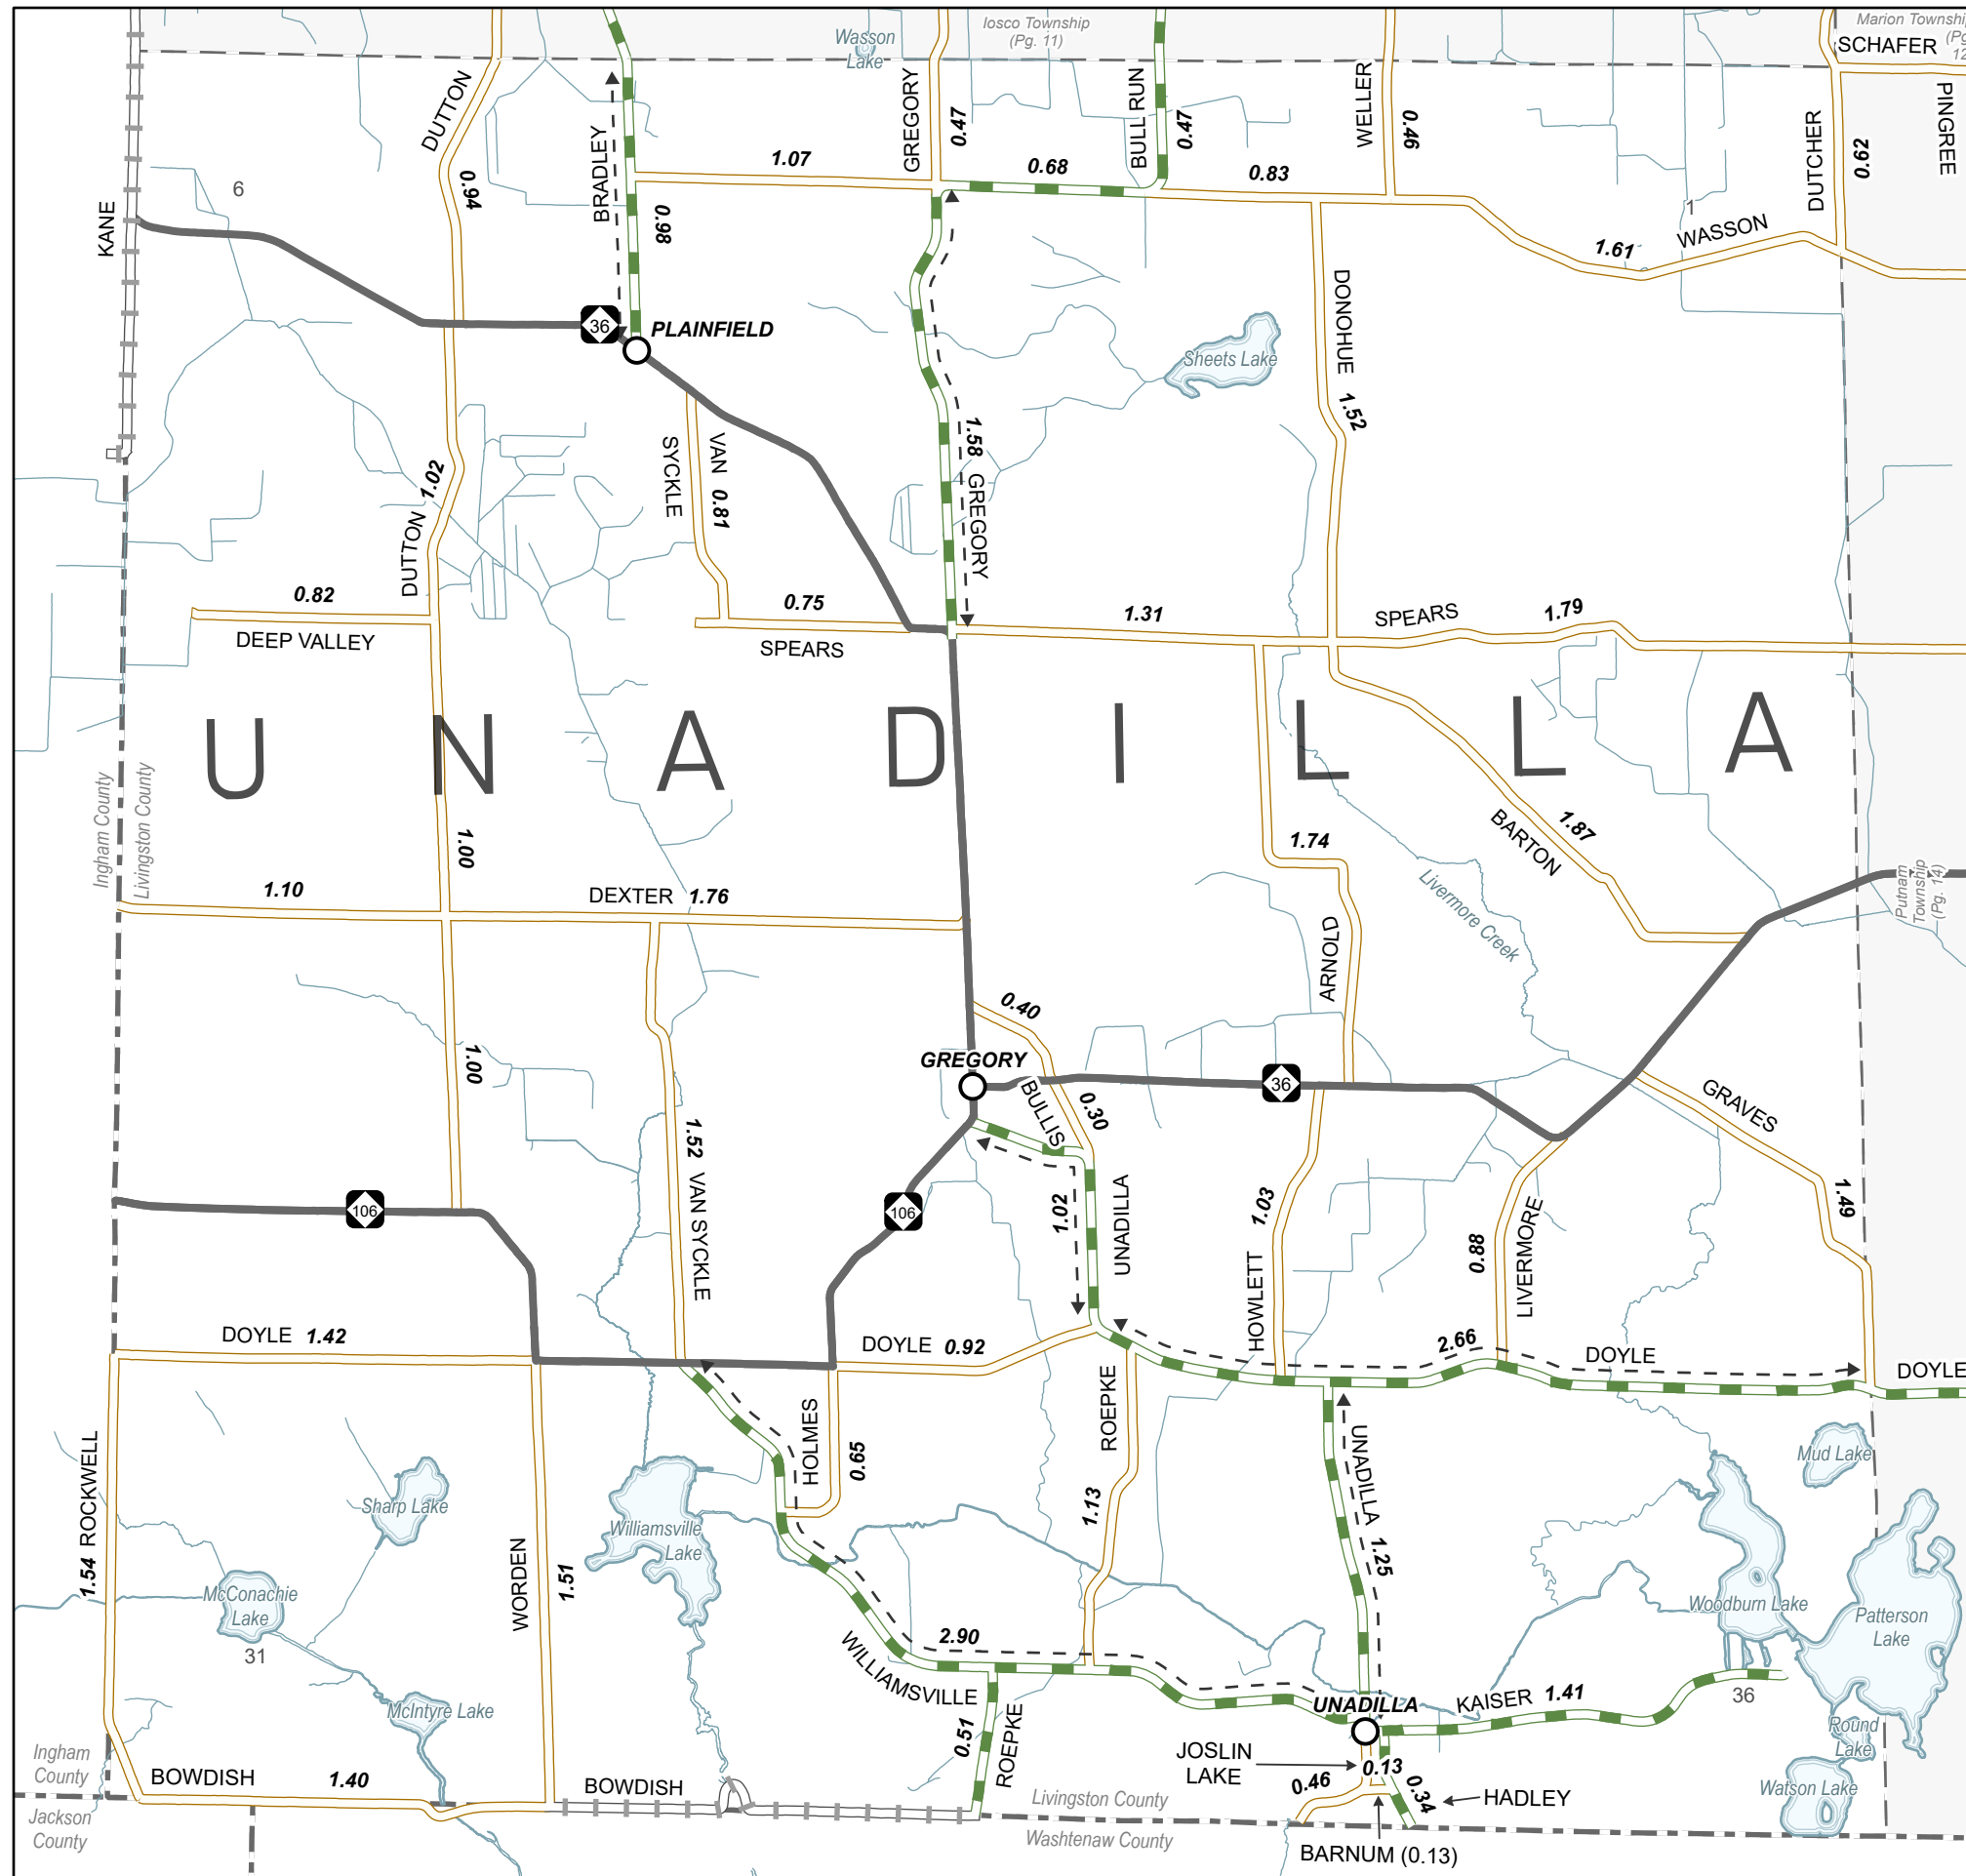 Iosco Township
(Pg. 11)
Marion Township
(Pg.
12
Wasson
Lake
SCHAFER
DUTTON
BRADLEY
GREGORY
0.47
BULL RUN
0.47
WELLER
0.46
DUTCHER
0.62
PINGREE
1.07
0.68
0.83
0.94
6
0.98
KANE
1
WASSON
1.61
36
PLAINFIELD
DONOHUE
1.52
Sheets Lake
VAN
SYCKLE
0.81
1.58
GREGORY
1.02
DUTTON
0.82
DEEP VALLEY
0.75
SPEARS
1.31
SPEARS
1.79
UNADILLA
Ingham County
Livingston County
1.00
1.74
BARTON
1.87
Livermore Creek
Putnam
Township
(Pg. 14)
1.10
DEXTER 1.76
ARNOLD
1.00
0.40
GREGORY
BULLIS
0.30
36
GRAVES
1.49
1.52
VAN SYCKLE
106
106
1.02
UNADILLA
1.03
HOWLETT
0.88
LIVERMORE
DOYLE 1.42
DOYLE 0.92
2.66
DOYLE
DOYLE
ROCKWELL
1.54
Sharp Lake
WORDEN
1.51
HOLMES
0.65
ROEPKE
1.13
UNADILLA
1.25
Mud Lake
Williamsville
Lake
McConachie
Lake
31
Woodburn Lake
Patterson
Lake
WILLIAMSVILLE
2.90
McIntyre Lake
0.51
ROEPKE
UNADILLA
KAISER 1.41
36
Round
Lake
Watson Lake
JOSLIN
LAKE
0.13
0.46
0.34
HADLEY
BARNUM (0.13)
Ingham
County
Jackson
County
BOWDISH
1.40
BOWDISH
Livingston County
Washtenaw County